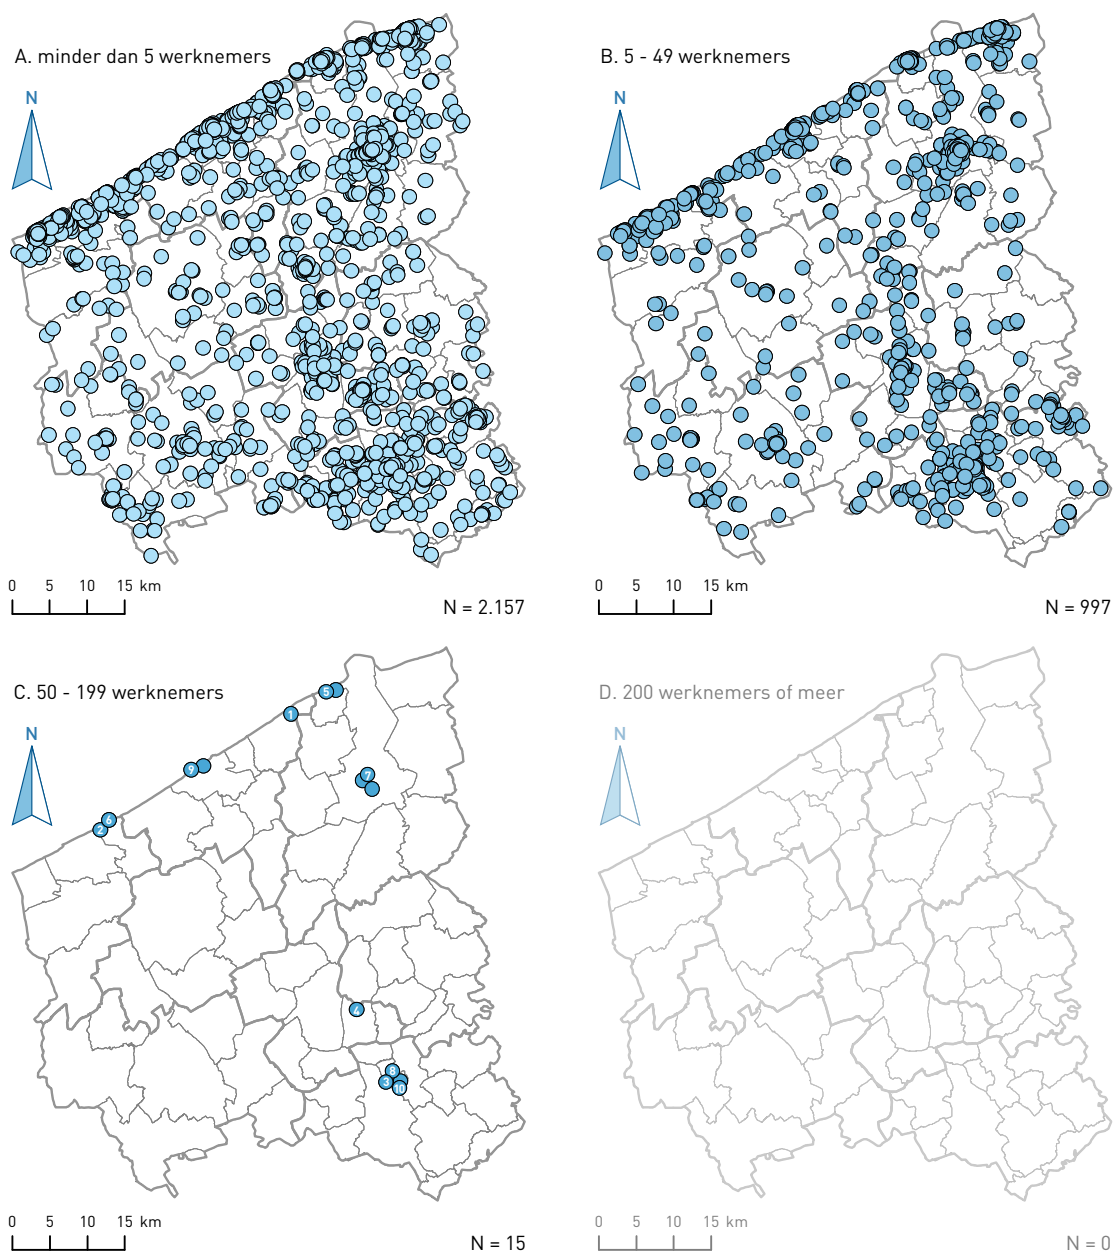 A. minder dan 5 werknemers
N
0 5 10 15 km
N = 2.157
B. 5 - 49 werknemers
N
0 5 10 15 km
N = 997
C. 50 - 199 werknemers
N
5
1
9
7
6
2
4
8
3
10
0 5 10 15 km
N = 15
D. 200 werknemers of meer
N
0 5 10 15 km
N = 0